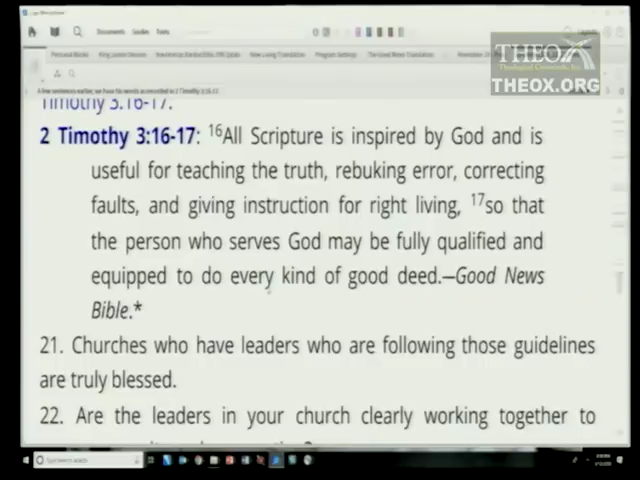 Documents Guides Tools
THEOX
THEOX.ORG
Timothy 3:16-17.
2 Timothy 3:16-17: 16All Scripture is inspired by God and is
useful for teaching the truth, rebuking error, correcting
faults, and giving instruction for right living, 17so that
the person who serves God may be fully qualified and
equipped to do every kind of good deed.—Good News
Bible.*
21. Churches who have leaders who are following those guidelines
are truly blessed.
22. Are the leaders in your church clearly working together to